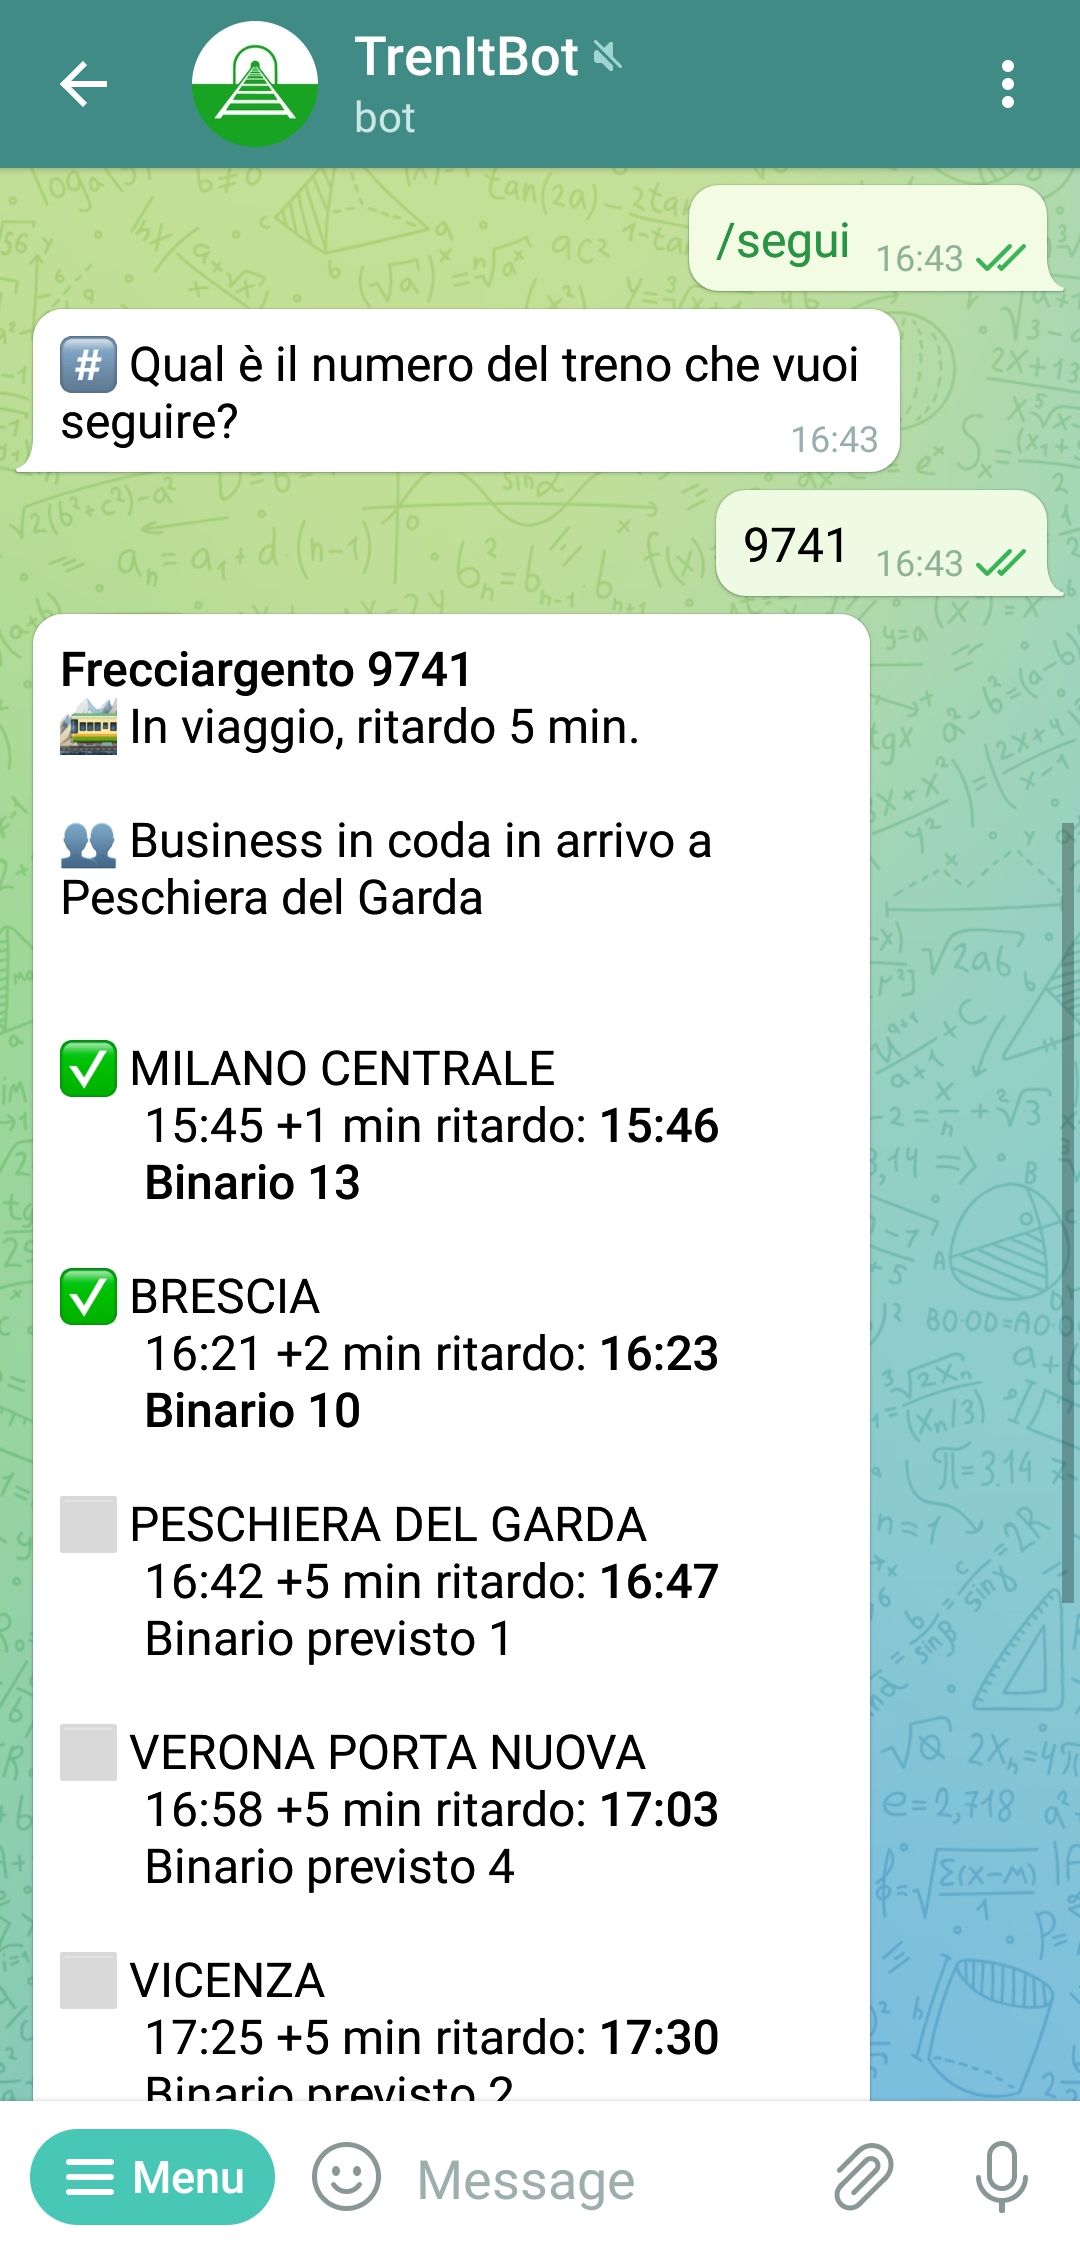 TrenItBot
bot
/segui 16:43
# Qual è il numero del treno che vuoi
seguire?
16:43
9741 16:43
Frecciargento 9741
In viaggio, ritardo 5 min.
Business in coda in arrivo a
Peschiera del Garda
MILANO CENTRALE
15:45 +1 min ritardo: 15:46
Binario 13
BRESCIA
16:21 +2 min ritardo: 16:23
Binario 10
PESCHIERA DEL GARDA
16:42 +5 min ritardo: 16:47
Binario previsto 1
VERONA PORTA NUOVA
16:58 +5 min ritardo: 17:03
Binario previsto 4
VICENZA
17:25 +5 min ritardo: 17:30
Binario previsto 2
Menu
Message